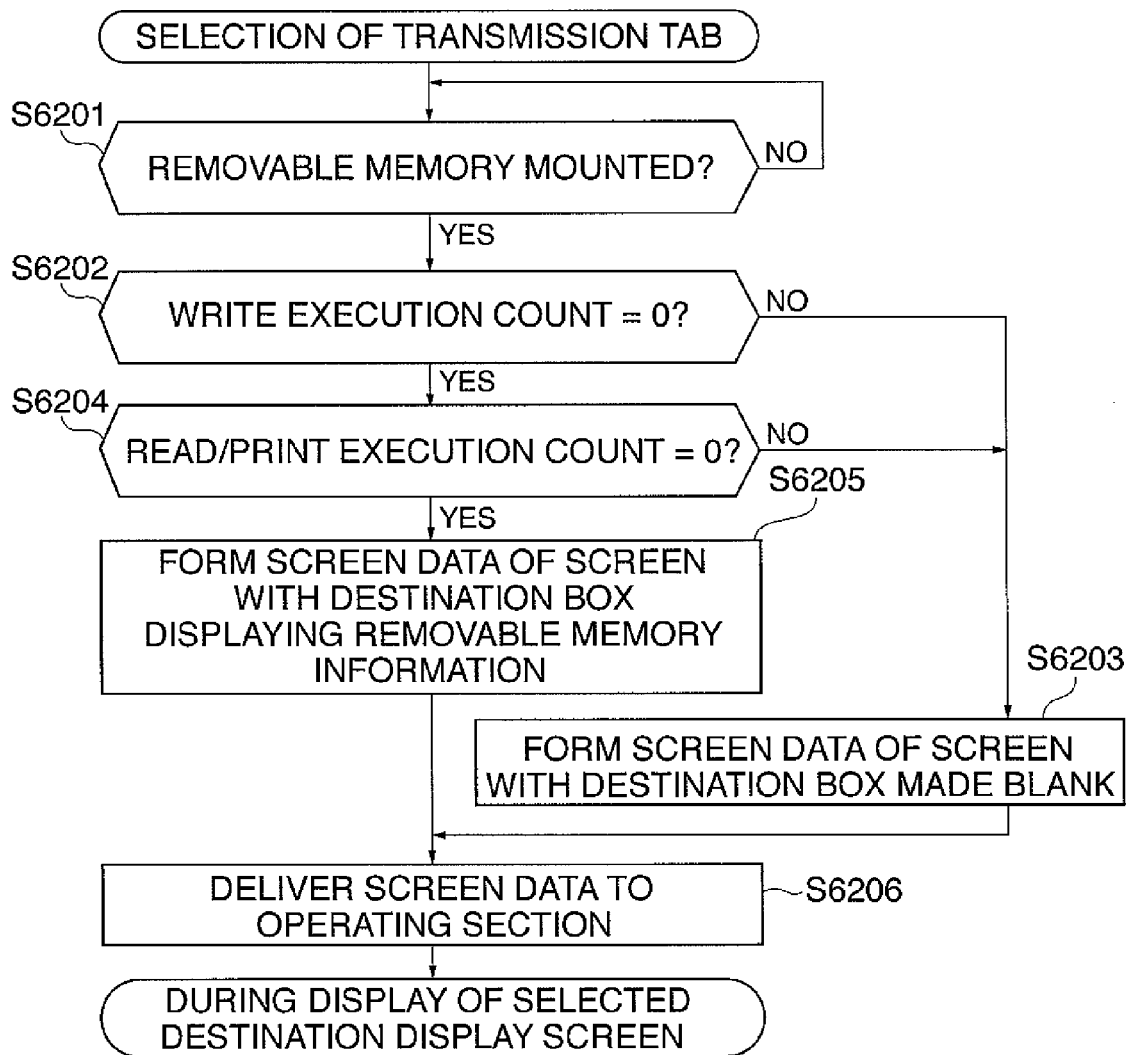 SELECTION OF TRANSMISSION TAB
S6201
REMOVABLE MEMORY MOUNTED?
NO
YES
S6202
WRITE EXECUTION COUNT = 0?
NO
YES
S6204
READ/PRINT EXECUTION COUNT = 0?
NO
YES
S6205
FORM SCREEN DATA OF SCREEN
WITH DESTINATION BOX
DISPLAYING REMOVABLE MEMORY
INFORMATION
S6203
FORM SCREEN DATA OF SCREEN
WITH DESTINATION BOX MADE BLANK
DELIVER SCREEN DATA TO
OPERATING SECTION
S6206
DURING DISPLAY OF SELECTED
DESTINATION DISPLAY SCREEN